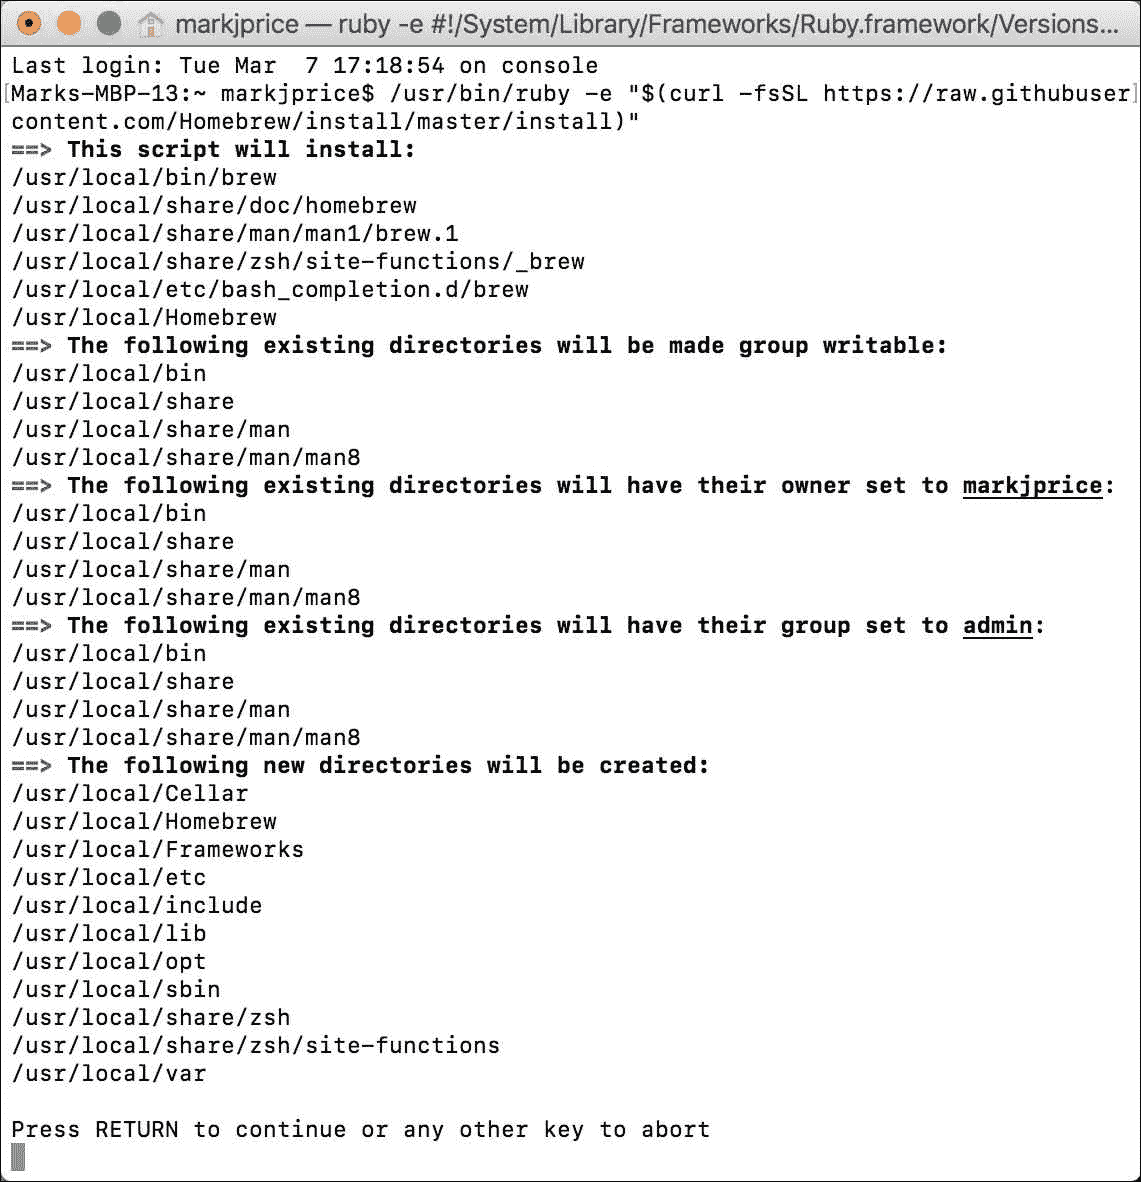 markjprice — ruby -e #!/System/Library/Frameworks/Ruby.framework/Versions...
Last login: Tue Mar  7 17:18:54 on console
[Marks-MBP-13:~ markjprice$ /usr/bin/ruby -e "$(curl -fsSL https://raw.githubuser]
content.com/Homebrew/install/master/install)"
==> This script will install:
/usr/local/bin/brew
/usr/local/share/doc/homebrew
/usr/local/share/man/man1/brew.1
/usr/local/share/zsh/site-functions/_brew
/usr/local/etc/bash_completion.d/brew
/usr/local/Homebrew
==> The following existing directories will be made group writable:
/usr/local/bin
/usr/local/share
/usr/local/share/man
/usr/local/share/man/man8
==> The following existing directories will have their owner set to markjprice:
/usr/local/bin
/usr/local/share
/usr/local/share/man
/usr/local/share/man/man8
==> The following existing directories will have their group set to admin:
/usr/local/bin
/usr/local/share
/usr/local/share/man
/usr/local/share/man/man8
==> The following new directories will be created:
/usr/local/Cellar
/usr/local/Homebrew
/usr/local/Frameworks
/usr/local/etc
/usr/local/include
/usr/local/lib
/usr/local/opt
/usr/local/sbin
/usr/local/share/zsh
/usr/local/share/zsh/site-functions
/usr/local/var
Press RETURN to continue or any other key to abort